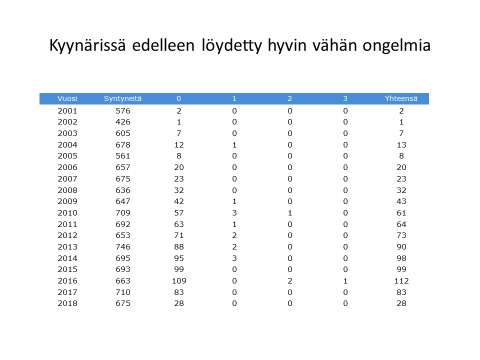 Kyynärissä edelleen löydetty hyvin vähän ongelmia
Vuosi Syntyneitä 0 1 2 3 Yhteensä
2001 576 2 0 0 0 2
2002 426 1 0 0 0 1
2003 605 7 0 0 0 7
2004 678 12 1 0 0 13
2005 561 8 0 0 0 8
2006 657 20 0 0 0 20
2007 675 23 0 0 0 23
2008 636 32 0 0 0 32
2009 647 42 1 0 0 43
2010 709 57 3 1 0 61
2011 692 63 1 0 0 64
2012 653 71 2 0 0 73
2013 746 88 2 0 0 90
2014 695 95 3 0 0 98
2015 693 99 0 0 0 99
2016 663 109 0 2 1 112
2017 710 83 0 0 0 83
2018 675 28 0 0 0 28